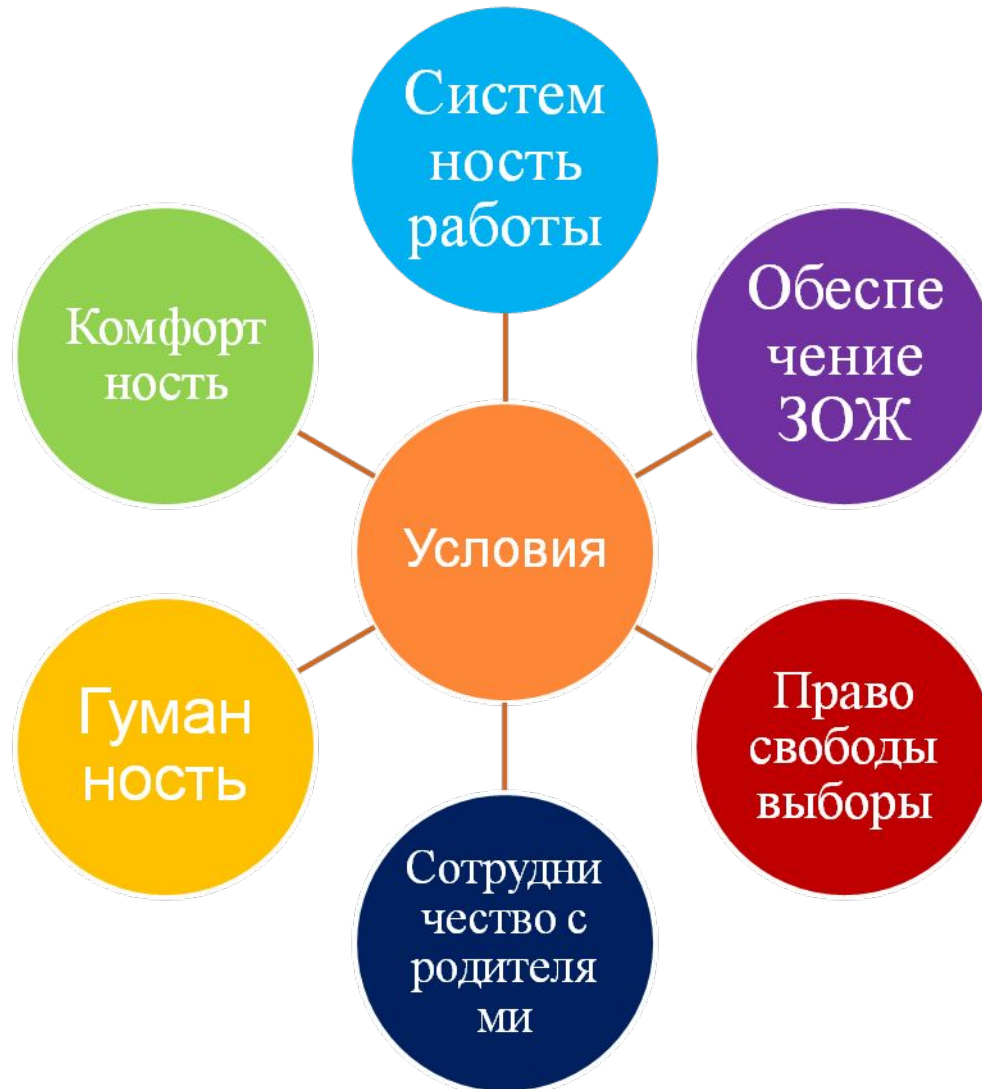 Систем
ность
работы
Обеспе
чение
ЗОЖ
Комфорт
ность
Условия
Право
свободы
выборы
Гуман
ность
Сотрудни
чество с
родителя
ми